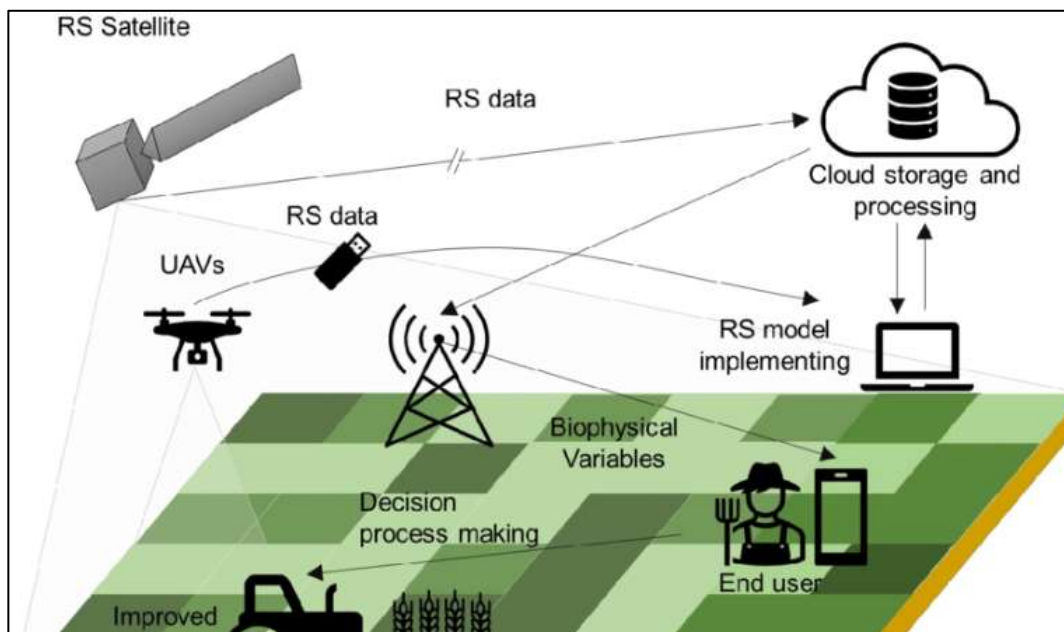 RS Satellite
RS data
Cloud storage and
processing
RS data
UAVs
RS model
implementing
Biophysical
Variables
Decision
process making
End user
Improved